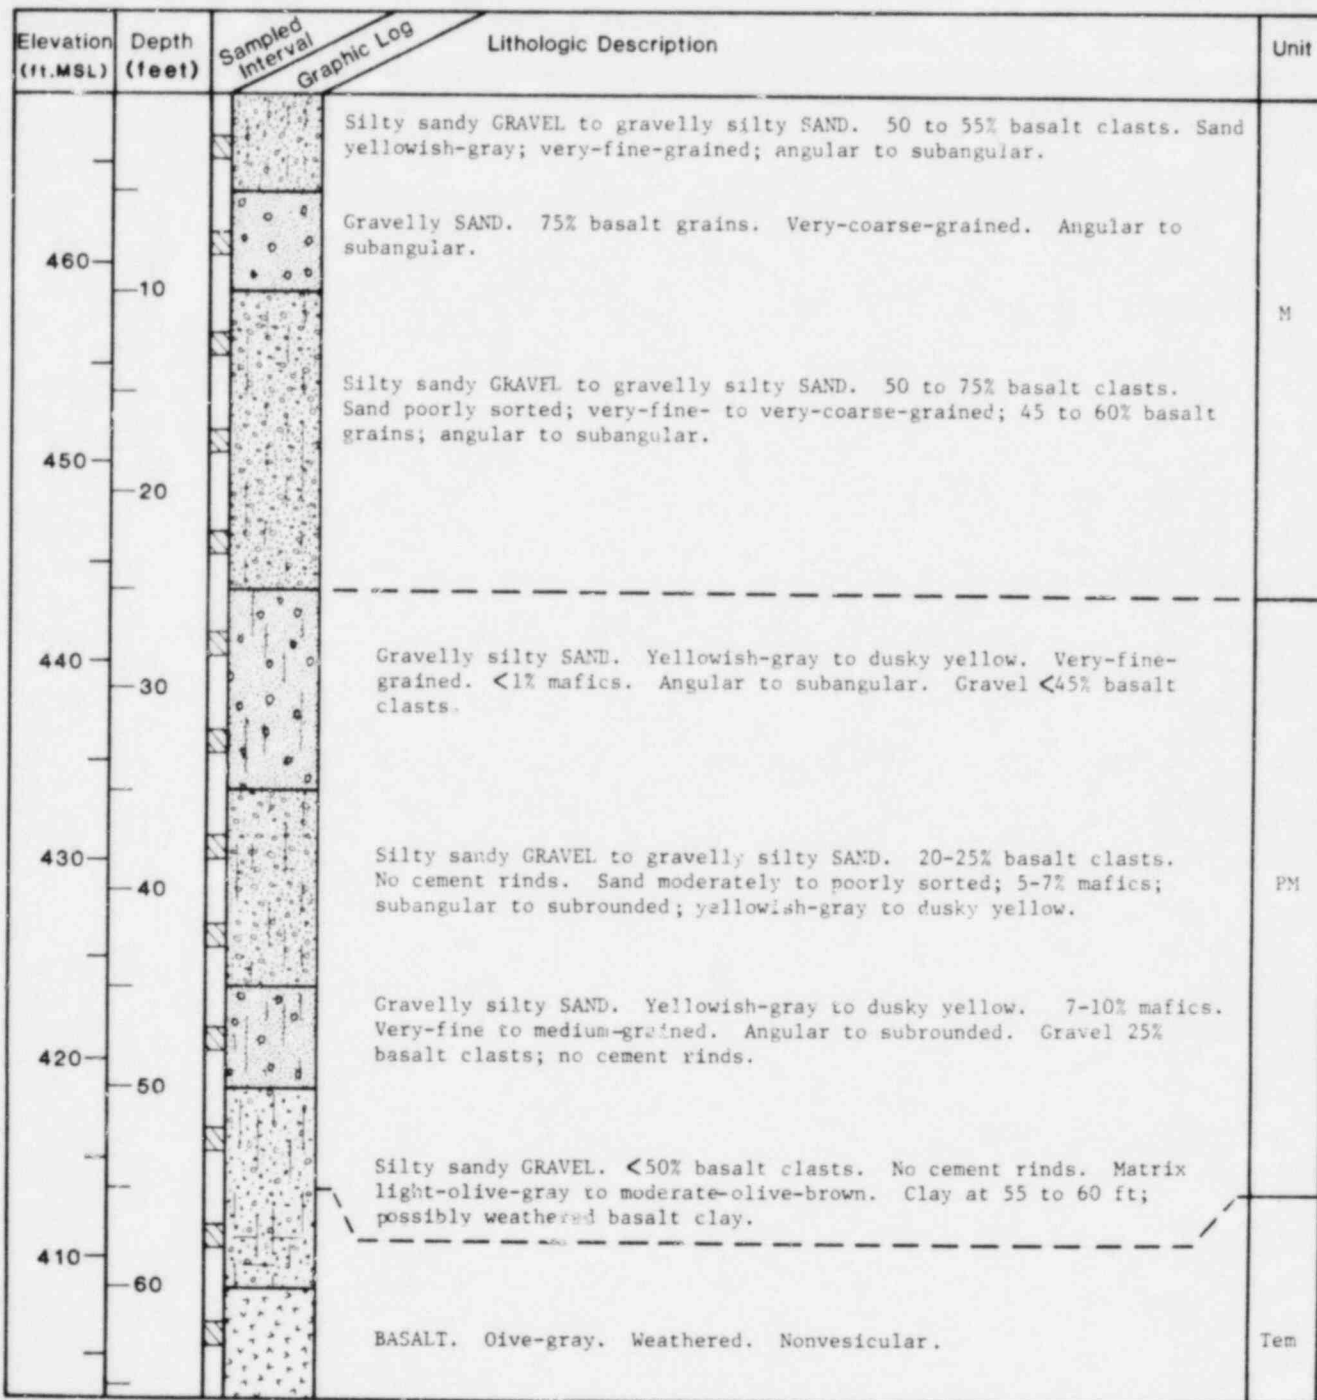 Elevation
(ft.MSL)
Depth
(feet)
Sampled
Interval
Graphic Log
Lithologic Description
Unit
Silty sandy GRAVEL to gravelly silty SAND. 50 to 55% basalt clasts. Sand
yellowish-gray; very-fine-grained; angular to subangular.
Gravelly SAND. 75% basalt grains. Very-coarse-grained. Angular to
subangular.
460
10
M
Silty sandy GRAVEL to gravelly silty SAND. 50 to 75% basalt clasts.
Sand poorly sorted; very-fine- to very-coarse-grained; 45 to 60% basalt
grains; angular to subangular.
450
20
440
30
Gravelly silty SAND. Yellowish-gray to dusky yellow. Very-fine-
grained. <1% mafics. Angular to subangular. Gravel <45% basalt
clasts.
430
40
Silty sandy GRAVEL to gravelly silty SAND. 20-25% basalt clasts.
No cement rinds. Sand moderately to poorly sorted; 5-7% mafics;
subangular to subrounded; yellowish-gray to dusky yellow.
PM
Gravelly silty SAND. Yellowish-gray to dusky yellow. 7-10% mafics.
Very-fine to medium-grained. Angular to subrounded. Gravel 25%
basalt clasts; no cement rinds.
420
50
Silty sandy GRAVEL. <50% basalt clasts. No cement rinds. Matrix
light-olive-gray to moderate-olive-brown. Clay at 55 to 60 ft;
possibly weathered basalt clay.
410
60
BASALT. Oive-gray. Weathered. Nonvesicular.
Tem